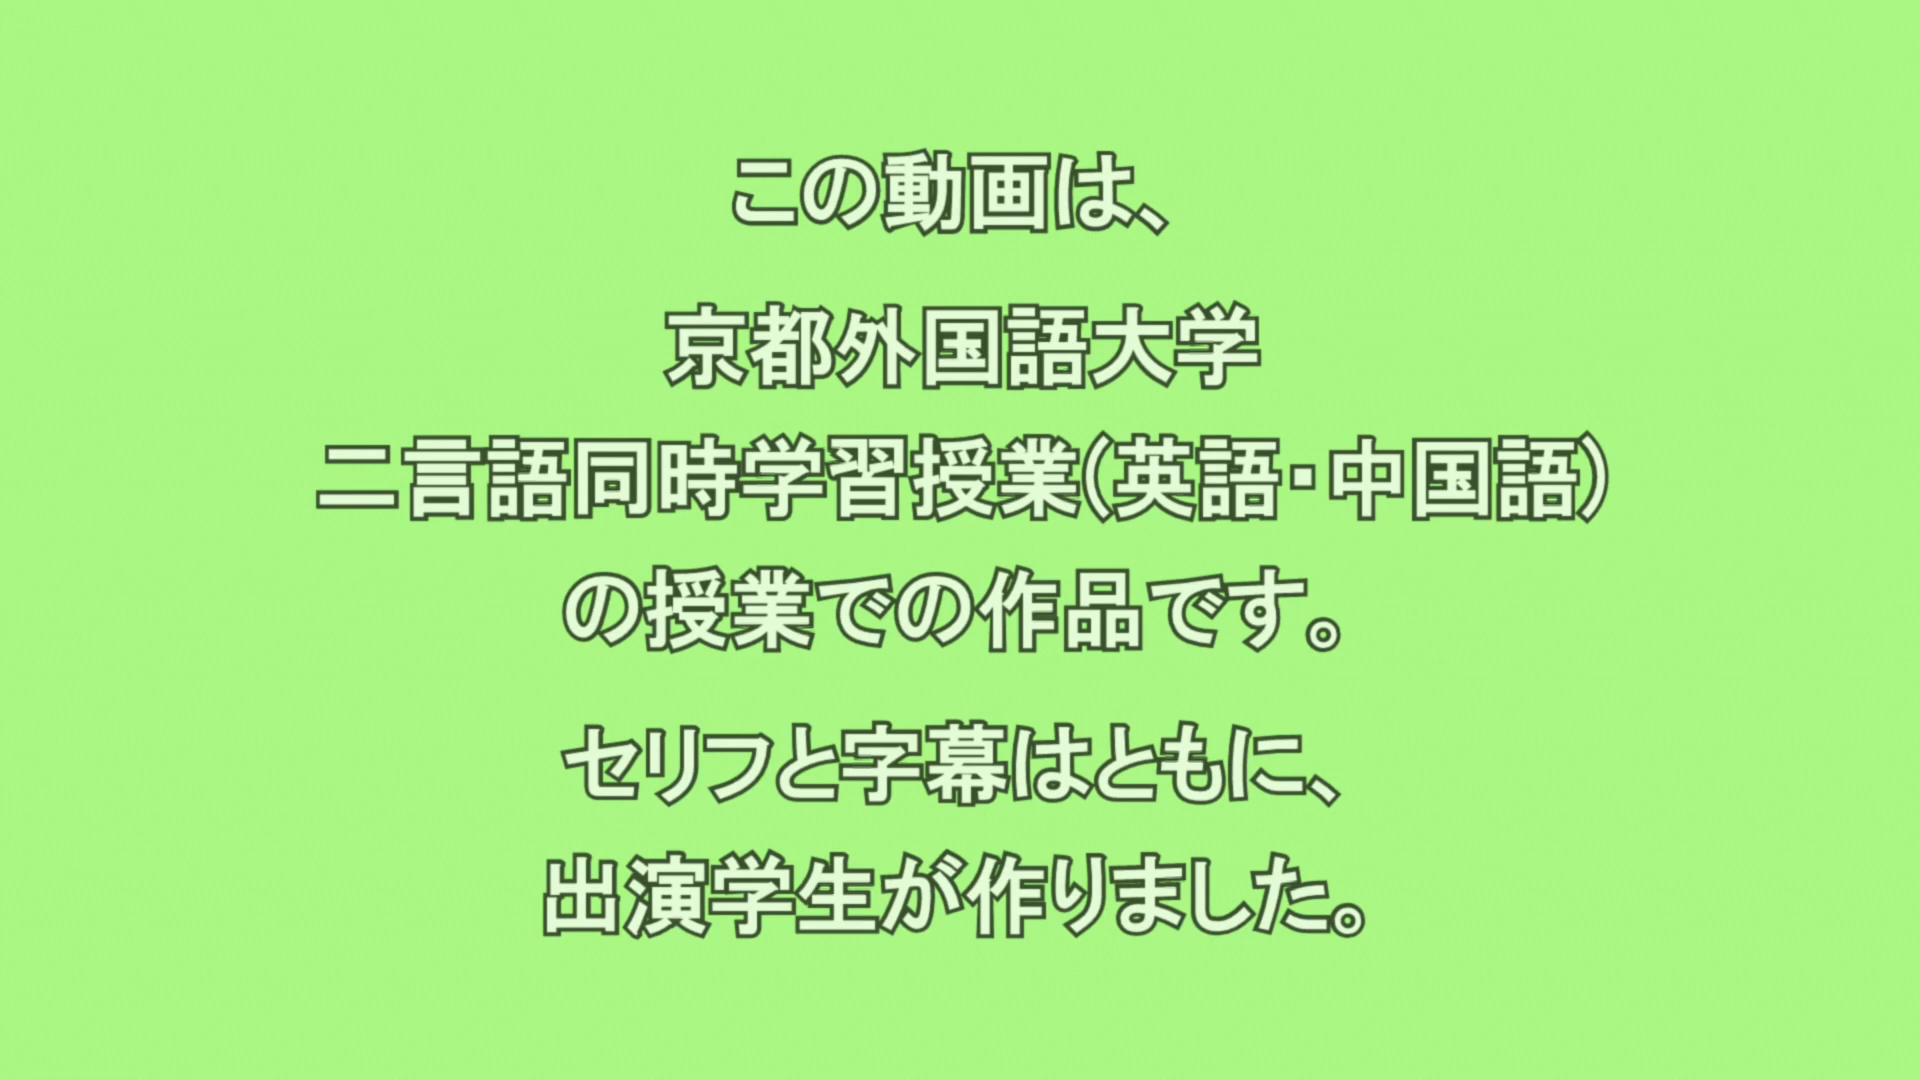 この動画は、
京都外国語大学
二言語同時学習授業(英語・中国語)
の授業での作品です。
セリフと字幕はともに、
出演学生が作りました。